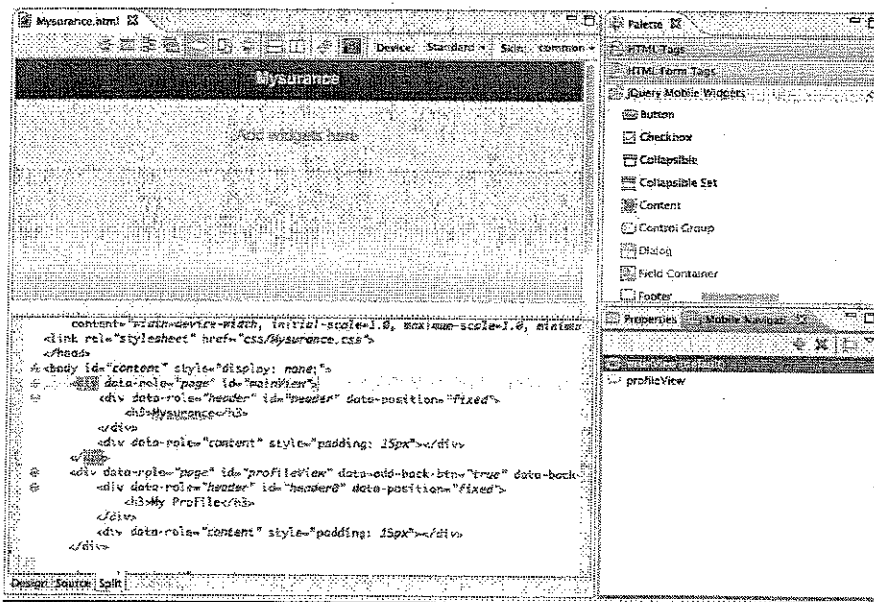 Mysurance.html
Device: Standard Skin: common
Mysurance
Add widgets here
content="width=device-width, initial-scale=1.0, maximum-scale=1.0, minimu
<link rel="stylesheet" href="css/Mysurance.css">
</head>
<body id="content" style="display: none;">
data-role="page" id="mainView">
<div data-role="header" id="header" data-position="fixed">
<h3>Mysurance</h3>
</div>
<div data-role="content" style="padding: 15px"></div>
<div data-role="page" id="profileView" data-add-back-btn="true" data-back-
<div data-role="header" id="header0" data-position="fixed">
<h3>My Profile</h3>
</div>
<div data-role="content" style="padding: 15px"></div>
</div>
Design Source Split
Palette
HTML Tags
HTML Form Tags
jQuery Mobile Widgets
Button
Checkbox
Collapsible
Collapsible Set
Content
Control Group
Dialog
Field Container
Footer
Properties Mobile Navigat
profileView